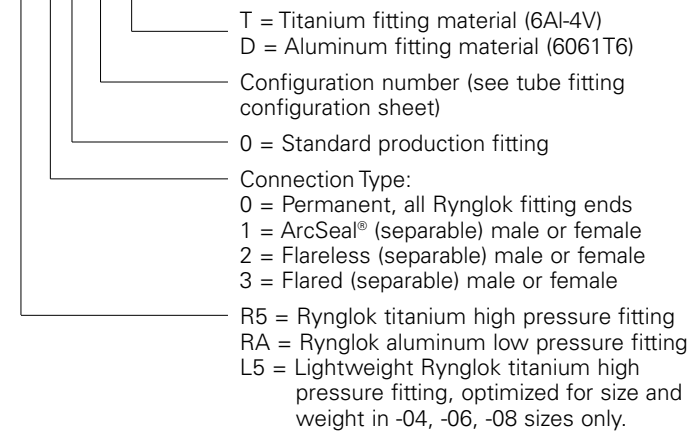 T = Titanium fitting material (6Al-4V)
D = Aluminum fitting material (6061T6)
Configuration number (see tube fitting
configuration sheet)
0 = Standard production fitting
Connection Type:
0 = Permanent, all Rynglok fitting ends
1 = ArcSeal® (separable) male or female
2 = Flareless (separable) male or female
3 = Flared (separable) male or female
R5 = Rynglok titanium high pressure fitting
RA = Rynglok aluminum low pressure fitting
L5 = Lightweight Rynglok titanium high
pressure fitting, optimized for size and
weight in -04, -06, -08 sizes only.